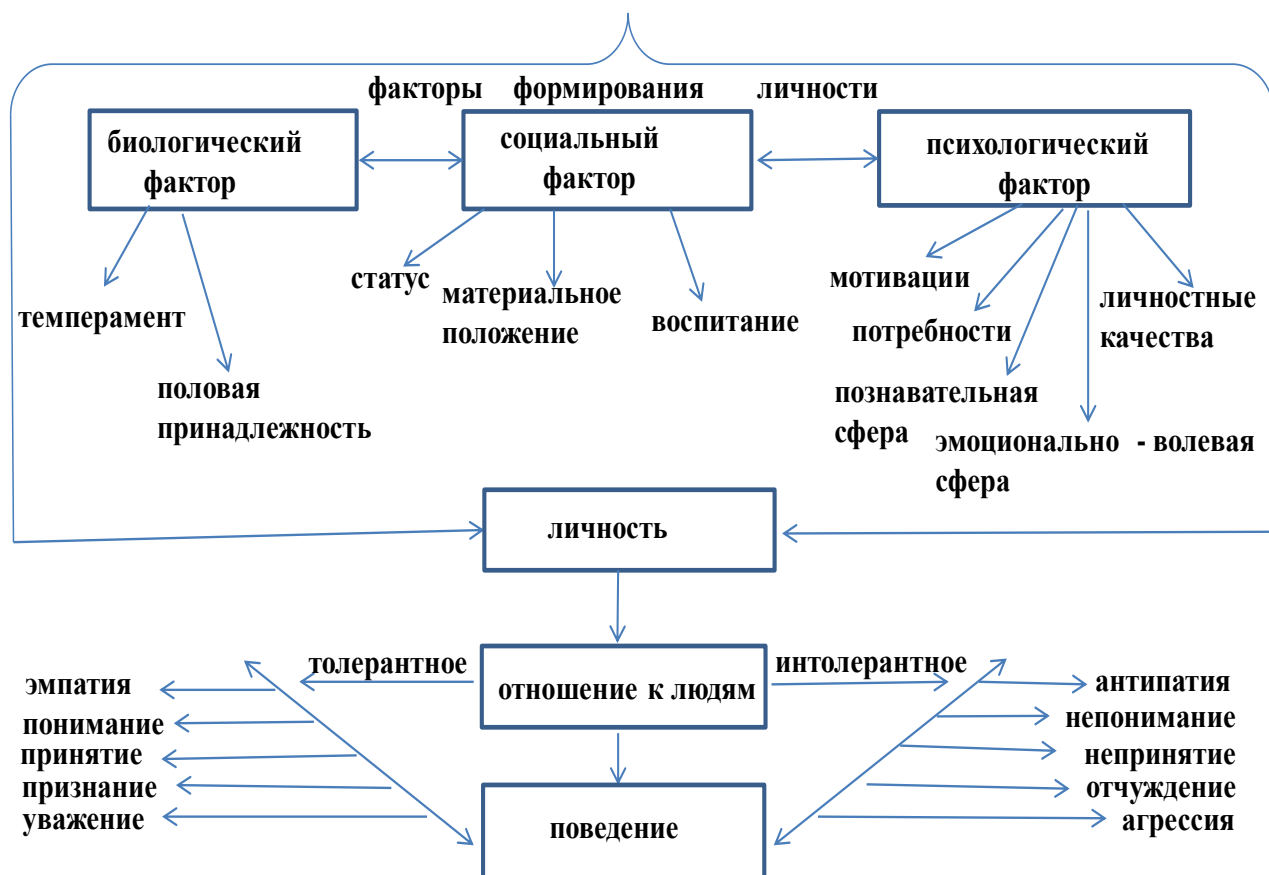 факторы формирования личности
биологический
фактор
социальный
фактор
психологический
фактор
темперамент
половая
принадлежность
статус
материальное
положение
воспитание
мотивации
потребности
познавательная
сфера
эмоционально - волевая
сфера
личностные
качества
личность
толерантное
отношение к людям
интолерантное
эмпатия
понимание
принятие
признание
уважение
антипатия
непонимание
непринятие
отчуждение
агрессия
поведение